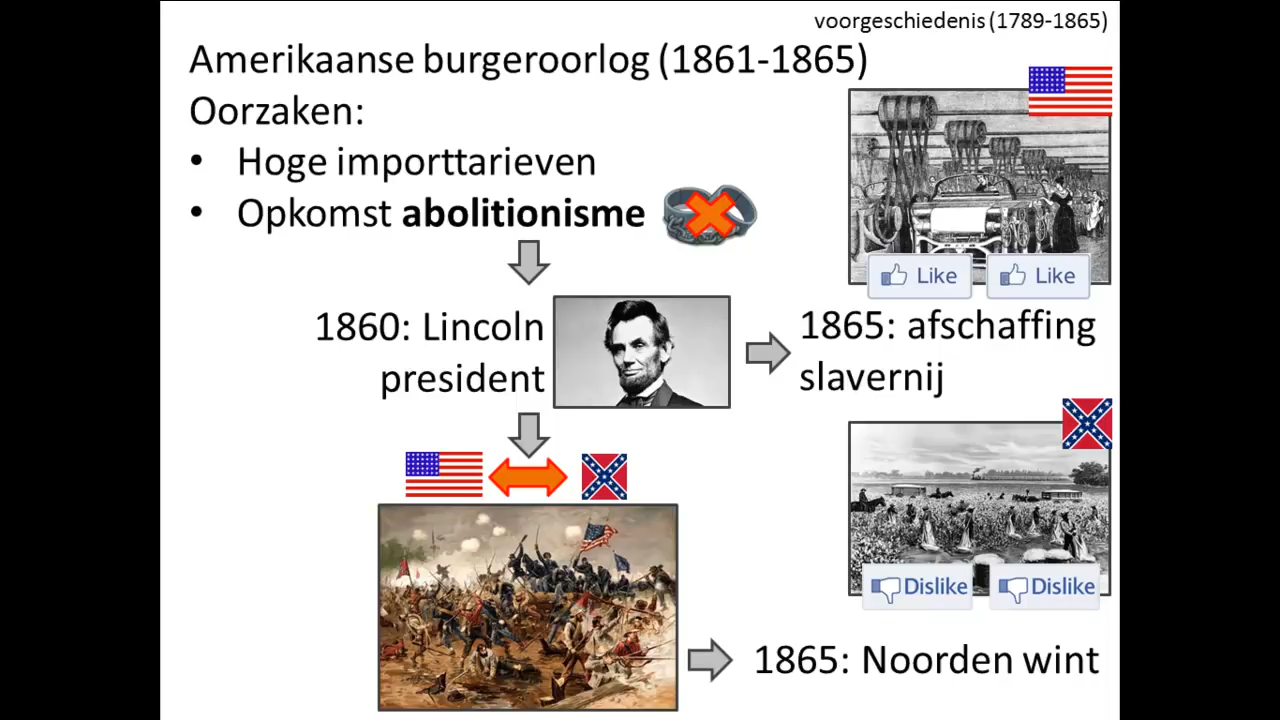 voorgeschiedenis (1789-1865)
Amerikaanse burgeroorlog (1861-1865)
Oorzaken:
• Hoge importtarieven
• Opkomst abolitionisme
Like Like
1860: Lincoln
president
1865: afschaffing
slavernij
Dislike Dislike
1865: Noorden wint